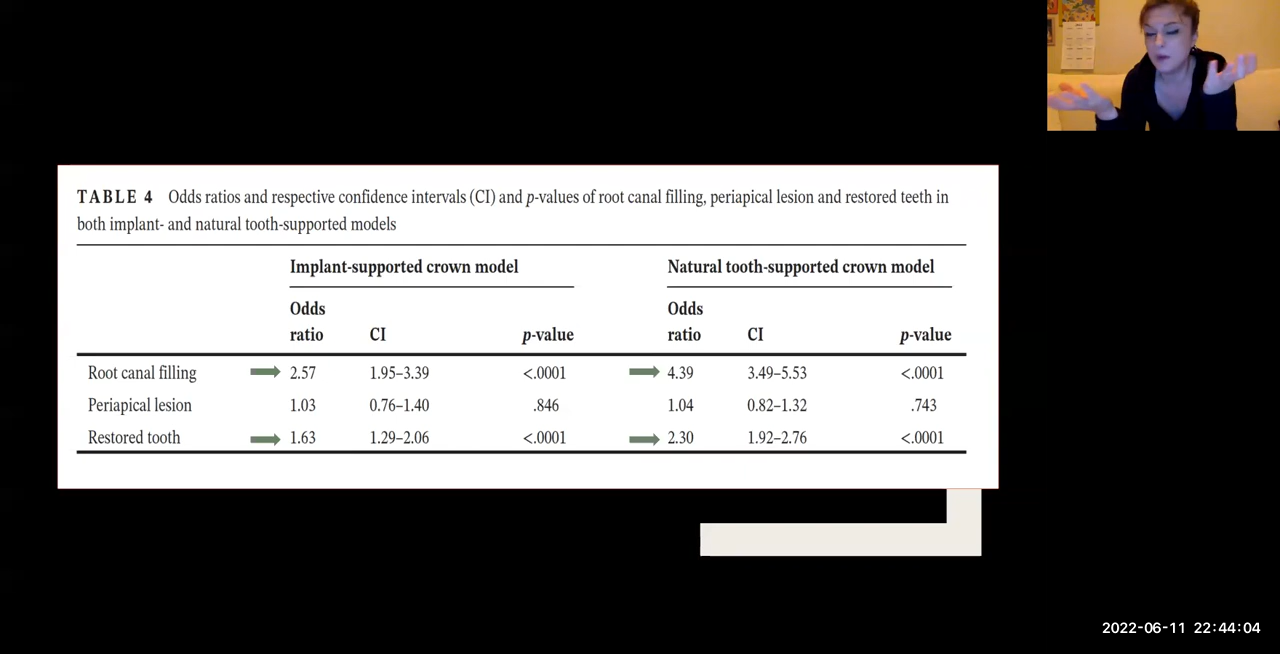 TABLE 4 Odds ratios and respective confidence intervals (CI) and p-values of root canal filling, periapical lesion and restored teeth in
both implant- and natural tooth-supported models
Implant-supported crown model Natural tooth-supported crown model
Odds ratio CI p-value Odds ratio CI p-value
Root canal filling 2.57 1.95–3.39 <.0001 4.39 3.49–5.53 <.0001
Periapical lesion 1.03 0.76–1.40 .846 1.04 0.82–1.32 .743
Restored tooth 1.63 1.29–2.06 <.0001 2.30 1.92–2.76 <.0001
2022-06-11 22:44:04